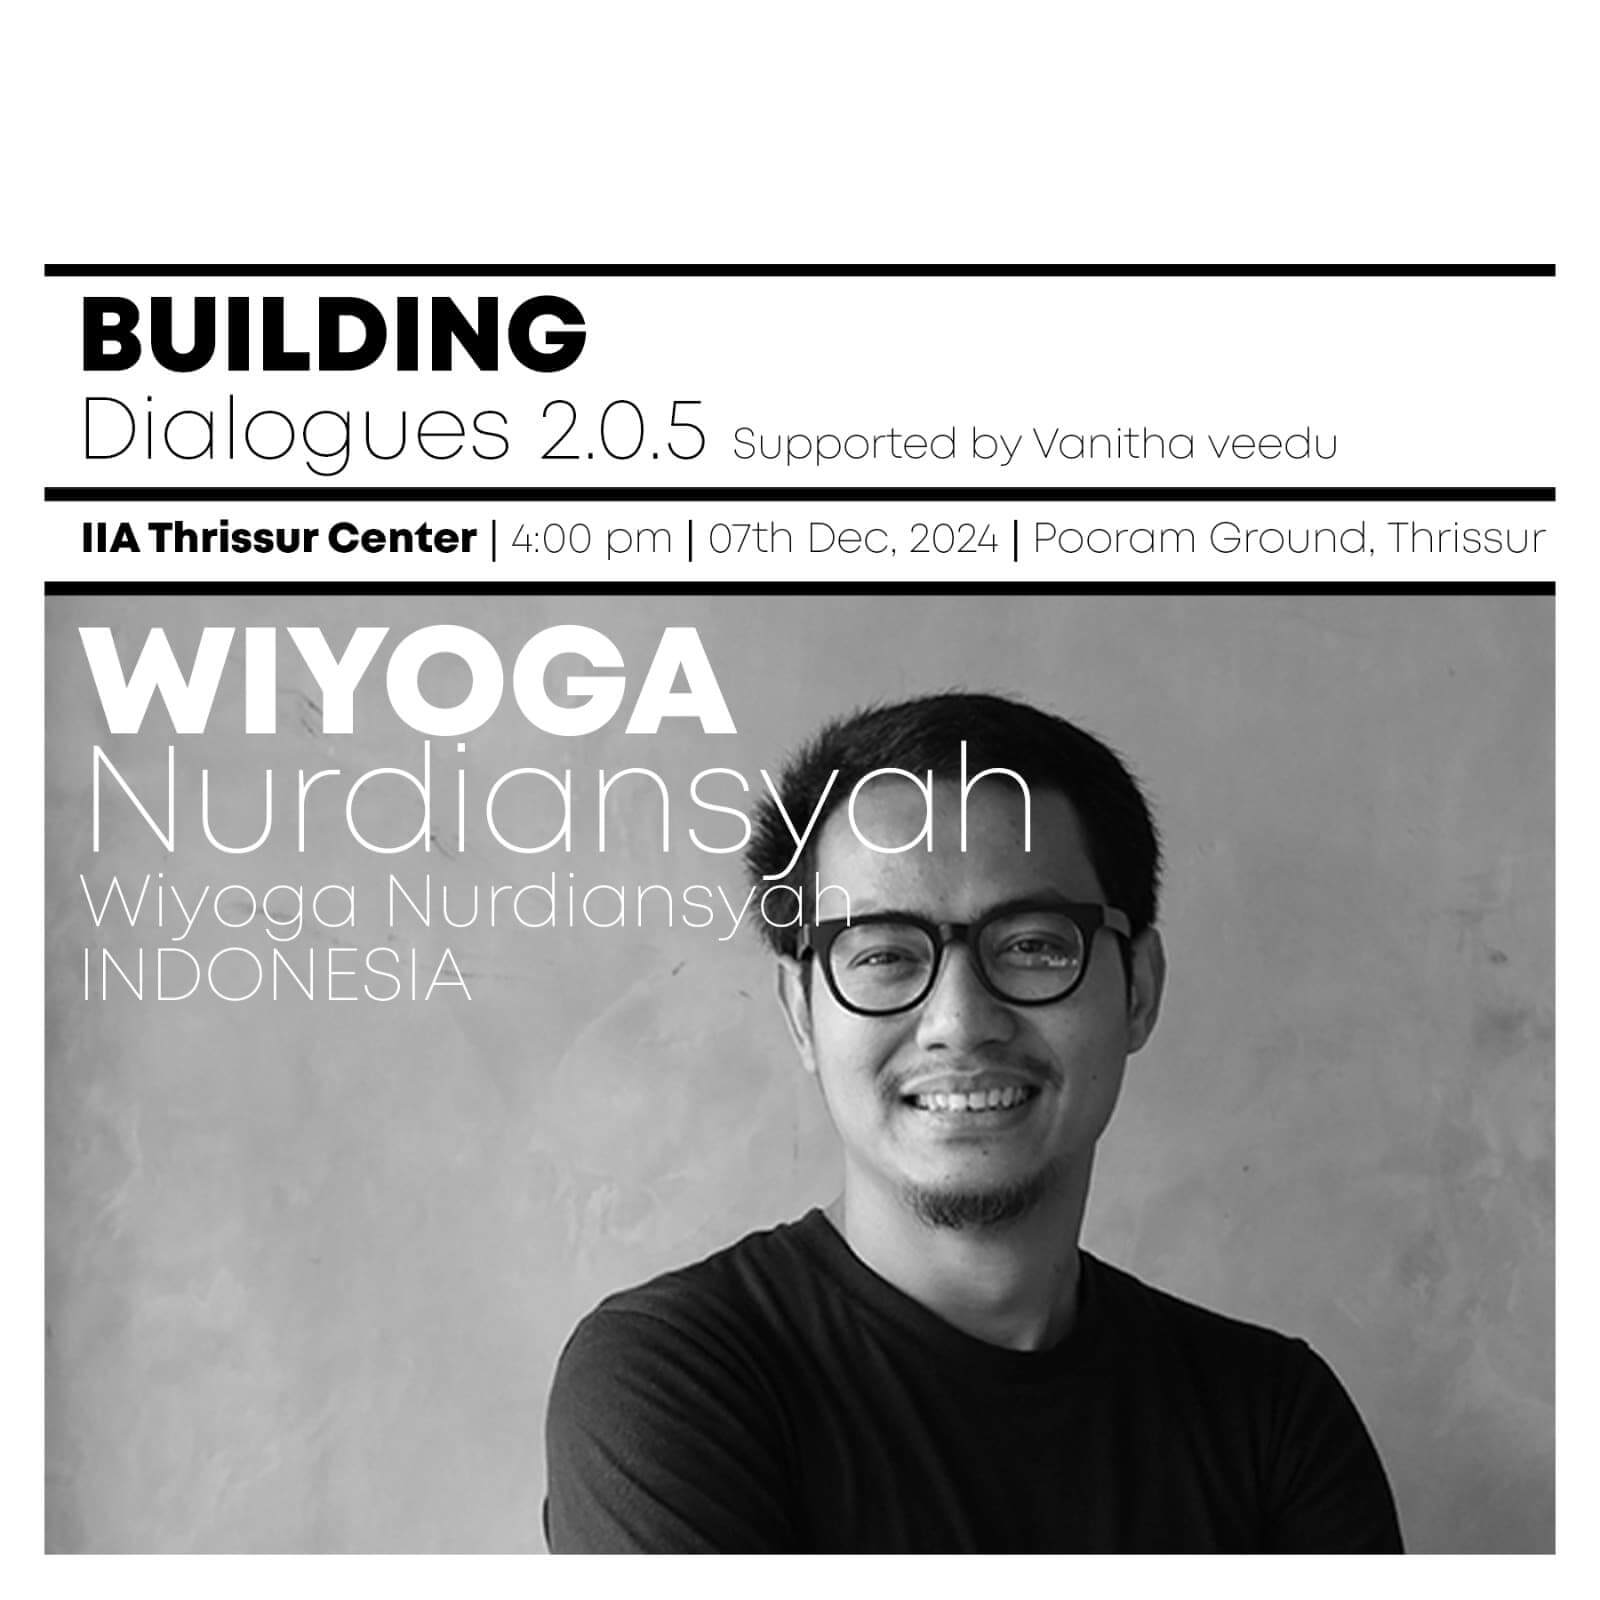 BUILDING
Dialogues 2.0.5 Supported by Vanitha veedu
IIA Thrissur Center | 4:00 pm | 07th Dec, 2024 | Pooram Ground, Thrissur
WIYOGA
Nurdiansyah
Wiyoga Nurdiansyah
INDONESIA